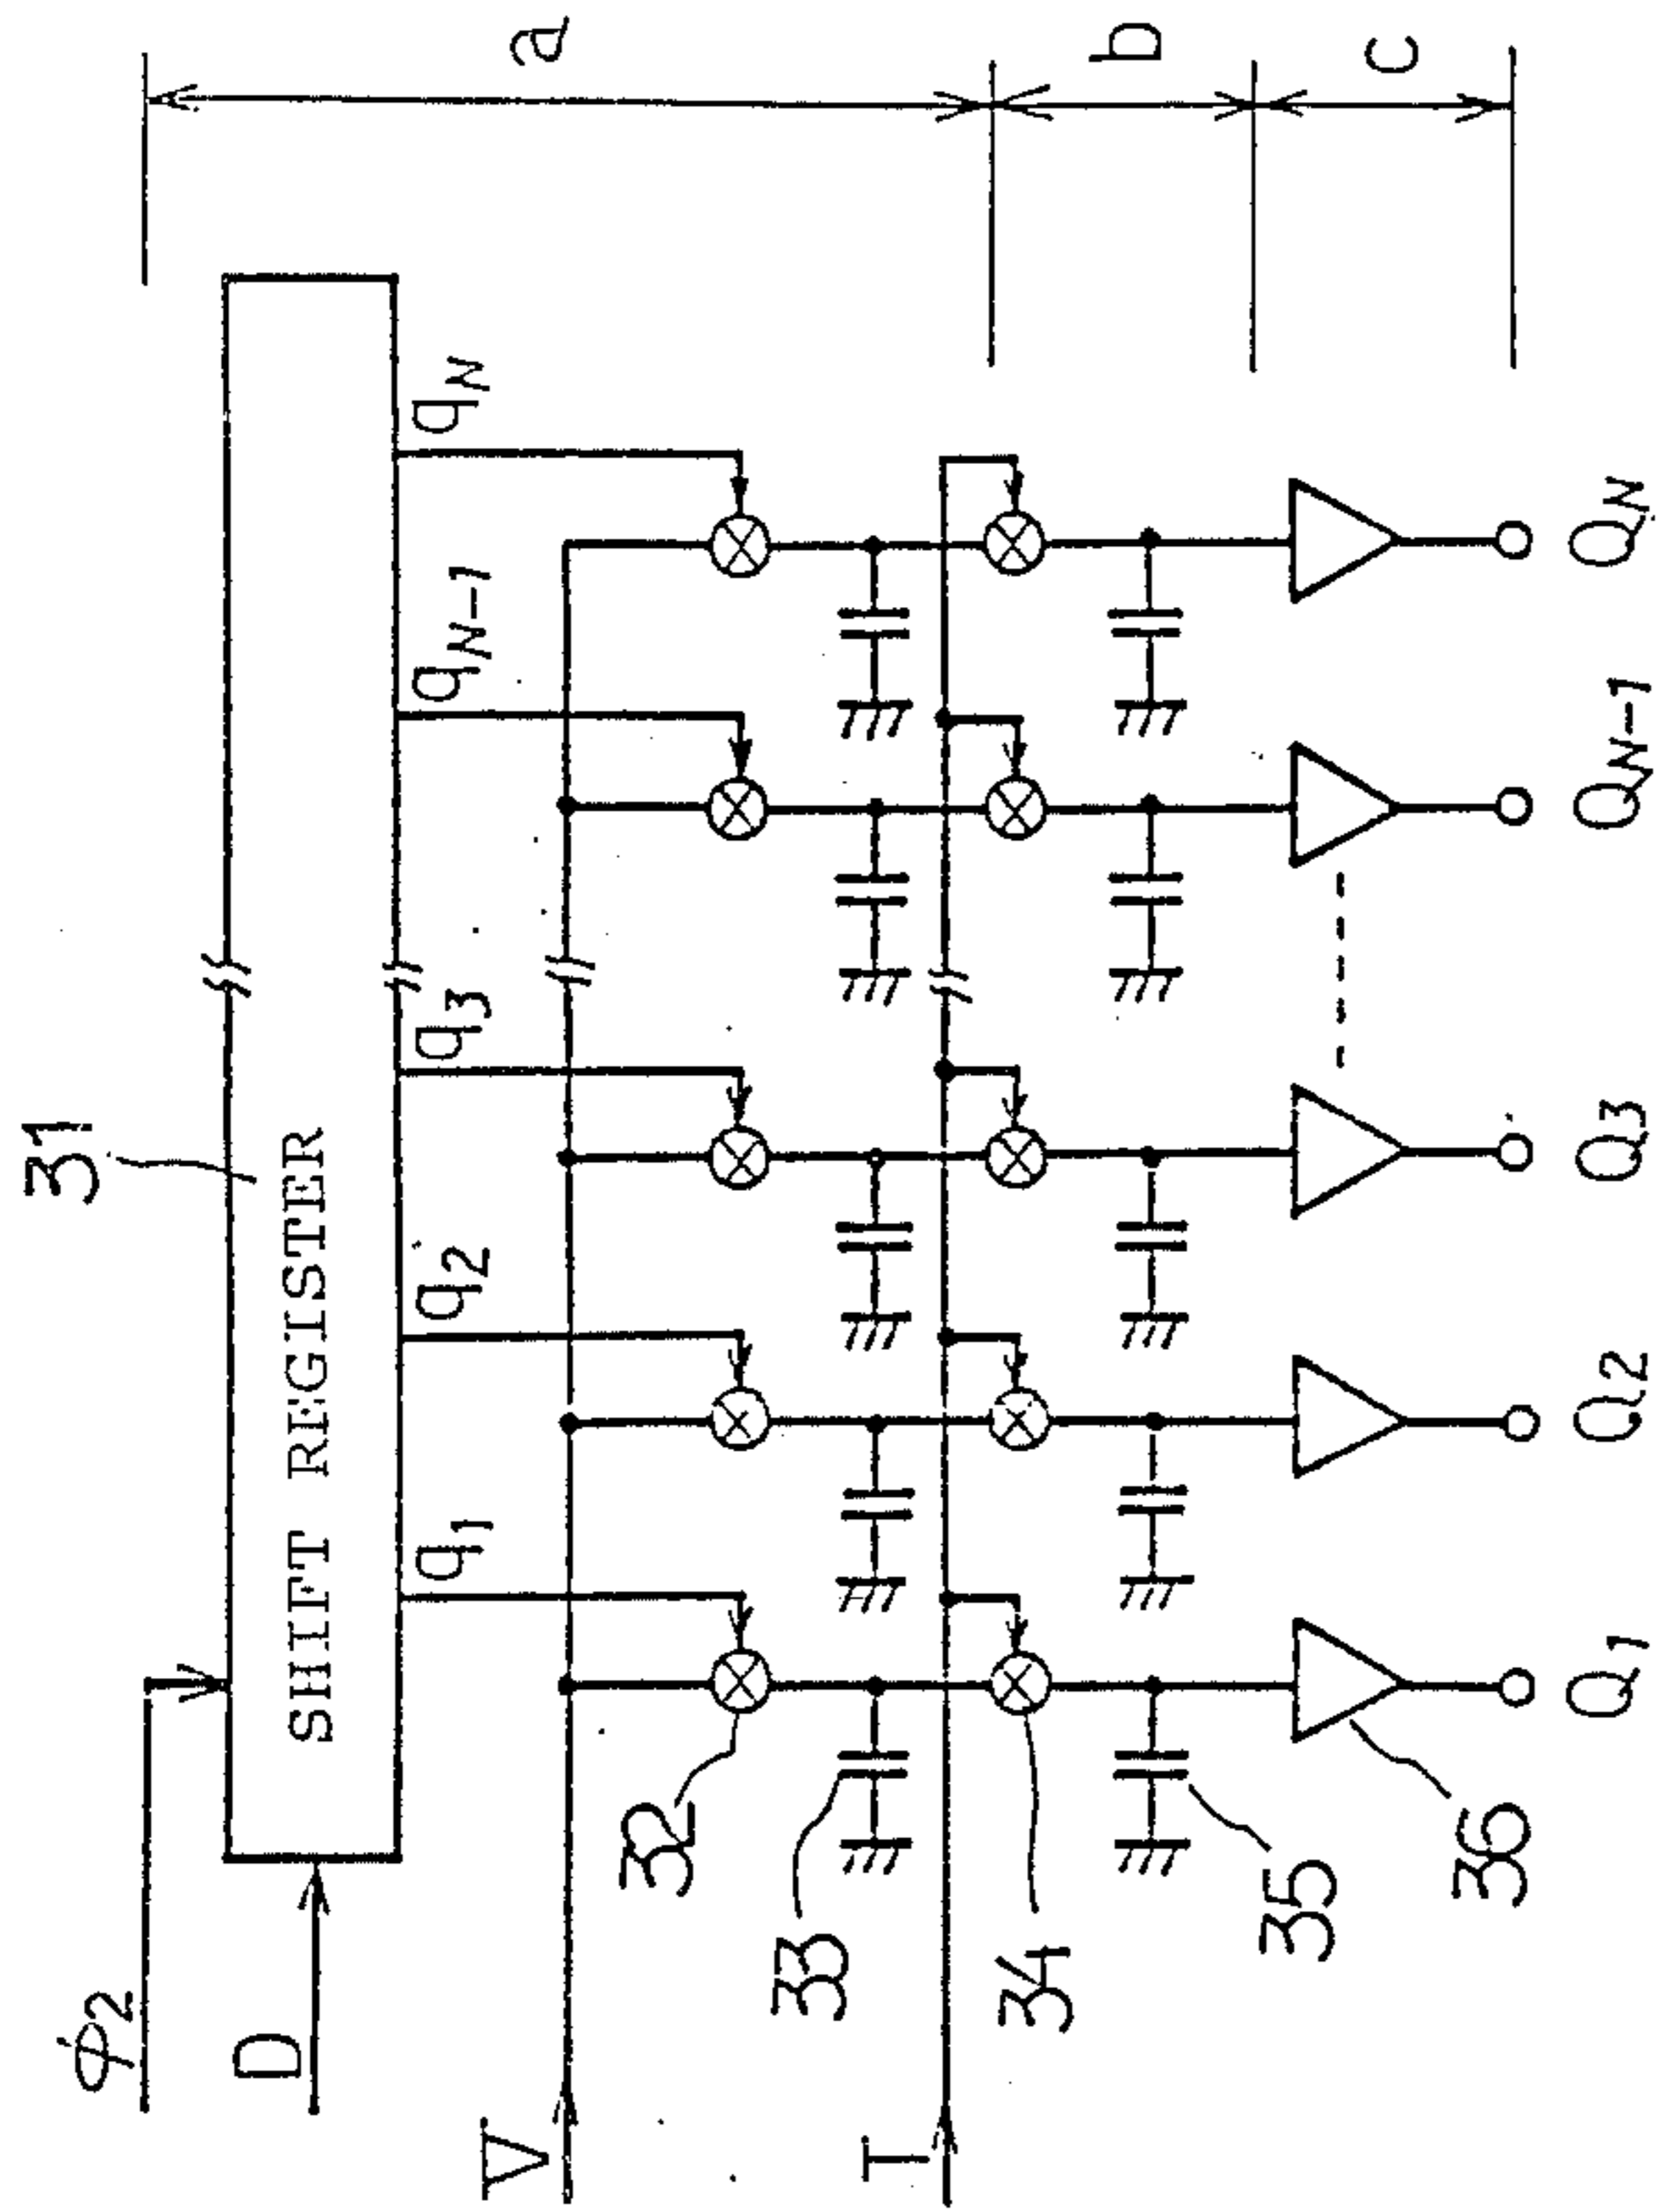 31
Φ2
D
SHIFT REGISTER
q1
q2
q3
qN-1
qN
V
T
32
33
34
35
36
Q1
Q2
Q3
QN-1
QN
a
b
c